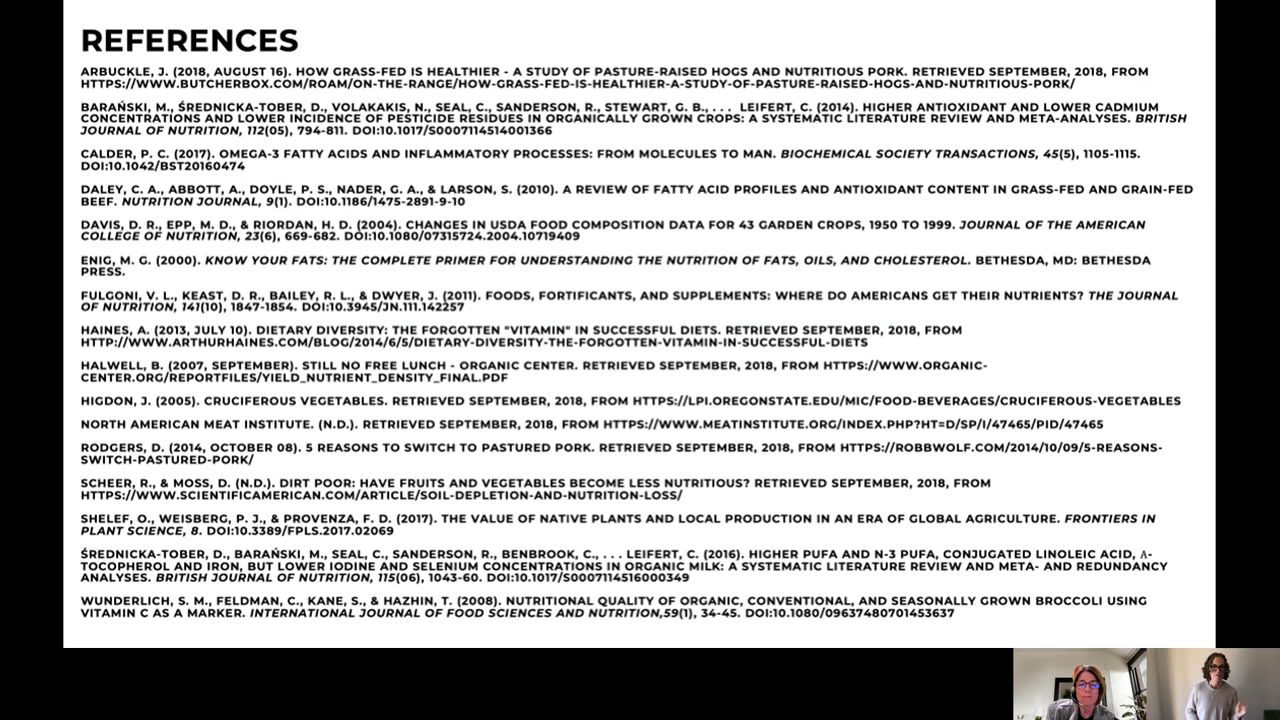 REFERENCES
ARBUCKLE, J. (2018, AUGUST 16). HOW GRASS-FED IS HEALTHIER - A STUDY OF PASTURE-RAISED HOGS AND NUTRITIOUS PORK. RETRIEVED SEPTEMBER, 2018, FROM
HTTPS://WWW.BUTCHERBOX.COM/ROAM/ON-THE-RANGE/HOW-GRASS-FED-IS-HEALTHIER-A-STUDY-OF-PASTURE-RAISED-HOGS-AND-NUTRITIOUS-PORK/
BARAŃSKI, M., ŚREDNICKA-TOBER, D., VOLAKAKIS, N., SEAL, C., SANDERSON, R., STEWART, G. B., . . . LEIFERT, C. (2014). HIGHER ANTIOXIDANT AND LOWER CADMIUM
CONCENTRATIONS AND LOWER INCIDENCE OF PESTICIDE RESIDUES IN ORGANICALLY GROWN CROPS: A SYSTEMATIC LITERATURE REVIEW AND META-ANALYSES. BRITISH
JOURNAL OF NUTRITION, 112(05), 794-811. DOI:10.1017/S0007114514001366
CALDER, P. C. (2017). OMEGA-3 FATTY ACIDS AND INFLAMMATORY PROCESSES: FROM MOLECULES TO MAN. BIOCHEMICAL SOCIETY TRANSACTIONS, 45(5), 1105-1115.
DOI:10.1042/BST20160474
DALEY, C. A., ABBOTT, A., DOYLE, P. S., NADER, G. A., & LARSON, S. (2010). A REVIEW OF FATTY ACID PROFILES AND ANTIOXIDANT CONTENT IN GRASS-FED AND GRAIN-FED
BEEF. NUTRITION JOURNAL, 9(1). DOI:10.1186/1475-2891-9-10
DAVIS, D. R., EPP, M. D., & RIORDAN, H. D. (2004). CHANGES IN USDA FOOD COMPOSITION DATA FOR 43 GARDEN CROPS, 1950 TO 1999. JOURNAL OF THE AMERICAN
COLLEGE OF NUTRITION, 23(6), 669-682. DOI:10.1080/07315724.2004.10719409
ENIG, M. G. (2000). KNOW YOUR FATS: THE COMPLETE PRIMER FOR UNDERSTANDING THE NUTRITION OF FATS, OILS, AND CHOLESTEROL. BETHESDA, MD: BETHESDA
PRESS.
FULGONI, V. L., KEAST, D. R., BAILEY, R. L., & DWYER, J. (2011). FOODS, FORTIFICANTS, AND SUPPLEMENTS: WHERE DO AMERICANS GET THEIR NUTRIENTS? THE JOURNAL
OF NUTRITION, 141(10), 1847-1854. DOI:10.3945/JN.111.142257
HAINES, A. (2013, JULY 10). DIETARY DIVERSITY: THE FORGOTTEN "VITAMIN" IN SUCCESSFUL DIETS. RETRIEVED SEPTEMBER, 2018, FROM
HTTP://WWW.ARTHURHAINES.COM/BLOG/2014/6/5/DIETARY-DIVERSITY-THE-FORGOTTEN-VITAMIN-IN-SUCCESSFUL-DIETS
HALWELL, B. (2007, SEPTEMBER). STILL NO FREE LUNCH - ORGANIC CENTER. RETRIEVED SEPTEMBER, 2018, FROM HTTPS://WWW.ORGANIC-
CENTER.ORG/REPORTFILES/YIELD_NUTRIENT_DENSITY_FINAL.PDF
HIGDON, J. (2005). CRUCIFEROUS VEGETABLES. RETRIEVED SEPTEMBER, 2018, FROM HTTPS://LPI.OREGONSTATE.EDU/MIC/FOOD-BEVERAGES/CRUCIFEROUS-VEGETABLES
NORTH AMERICAN MEAT INSTITUTE. (N.D.). RETRIEVED SEPTEMBER, 2018, FROM HTTPS://WWW.MEATINSTITUTE.ORG/INDEX.PHP?HT=D/SP/I/47465/PID/47465
RODGERS, D. (2014, OCTOBER 08). 5 REASONS TO SWITCH TO PASTURED PORK. RETRIEVED SEPTEMBER, 2018, FROM HTTPS://ROBBWOLF.COM/2014/10/09/5-REASONS-
SWITCH-PASTURED-PORK/
SCHEER, R., & MOSS, D. (N.D.). DIRT POOR: HAVE FRUITS AND VEGETABLES BECOME LESS NUTRITIOUS? RETRIEVED SEPTEMBER, 2018, FROM
HTTPS://WWW.SCIENTIFICAMERICAN.COM/ARTICLE/SOIL-DEPLETION-AND-NUTRITION-LOSS/
SHELEF, O., WEISBERG, P. J., & PROVENZA, F. D. (2017). THE VALUE OF NATIVE PLANTS AND LOCAL PRODUCTION IN AN ERA OF GLOBAL AGRICULTURE. FRONTIERS IN
PLANT SCIENCE, 8. DOI:10.3389/FPLS.2017.02069
ŚREDNICKA-TOBER, D., BARAŃSKI, M., SEAL, C., SANDERSON, R., BENBROOK, C., . . . LEIFERT, C. (2016). HIGHER PUFA AND N-3 PUFA, CONJUGATED LINOLEIC ACID, Α-
TOCOPHEROL AND IRON, BUT LOWER IODINE AND SELENIUM CONCENTRATIONS IN ORGANIC MILK: A SYSTEMATIC LITERATURE REVIEW AND META- AND REDUNDANCY
ANALYSES. BRITISH JOURNAL OF NUTRITION, 115(06), 1043-60. DOI:10.1017/S0007114516000349
WUNDERLICH, S. M., FELDMAN, C., KANE, S., & HAZHIN, T. (2008). NUTRITIONAL QUALITY OF ORGANIC, CONVENTIONAL, AND SEASONALLY GROWN BROCCOLI USING
VITAMIN C AS A MARKER. INTERNATIONAL JOURNAL OF FOOD SCIENCES AND NUTRITION,59(1), 34-45. DOI:10.1080/09637480701453637